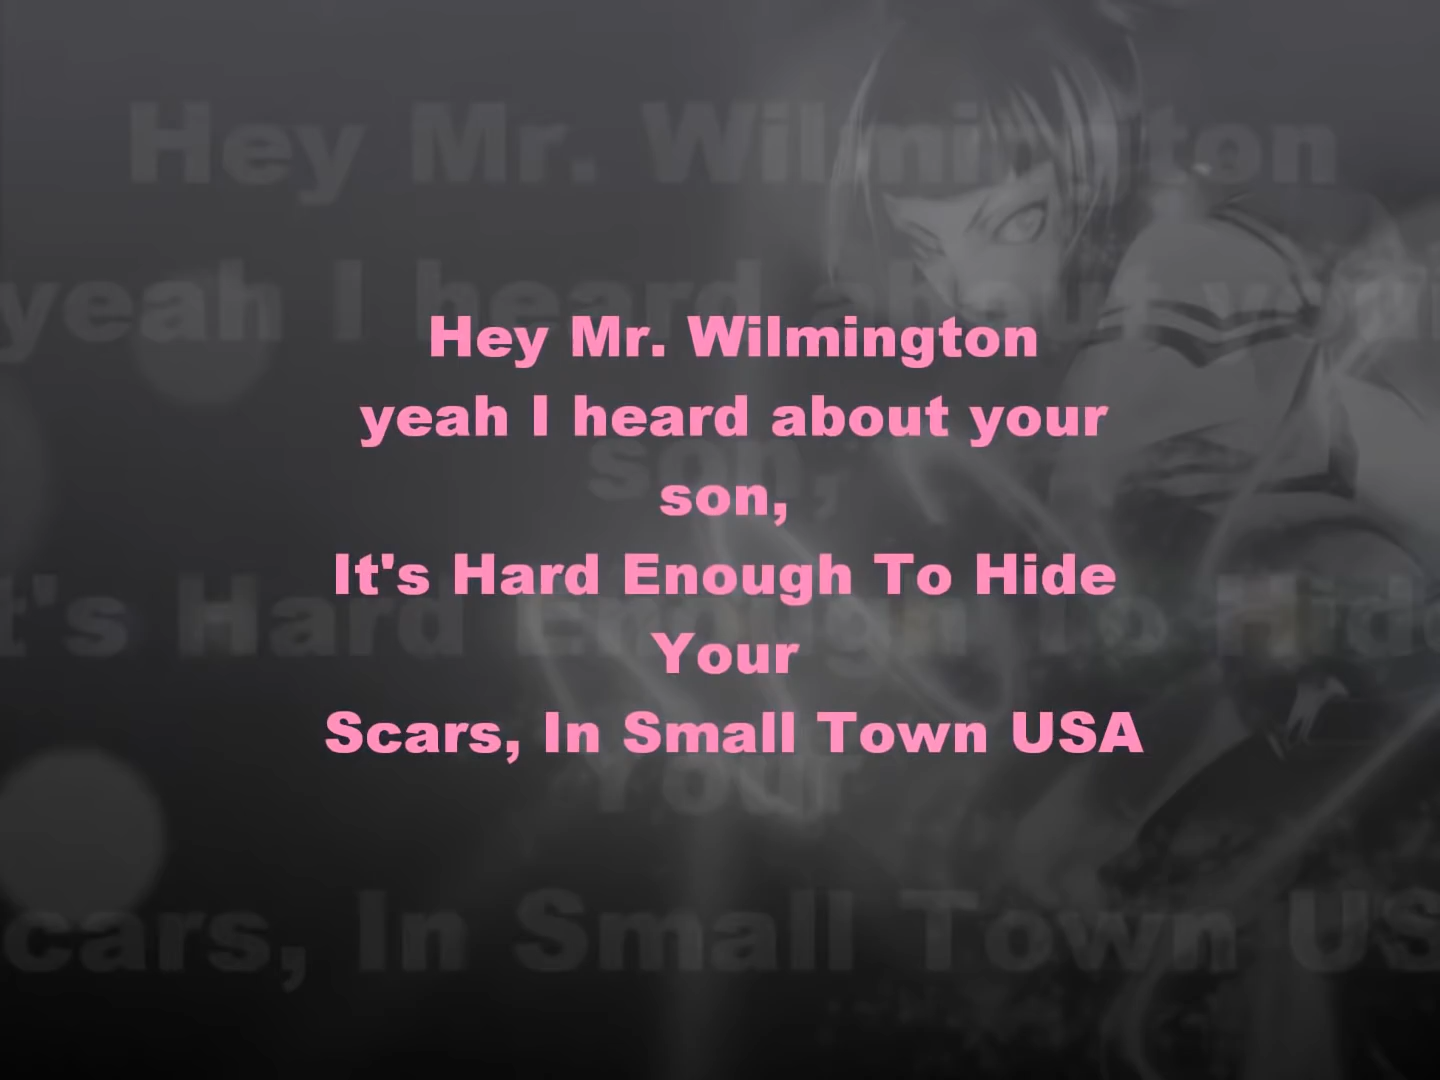 Hey Mr. Wilmington
yeah I heard about your
son,
It's Hard Enough To Hide
Your
Scars, In Small Town USA